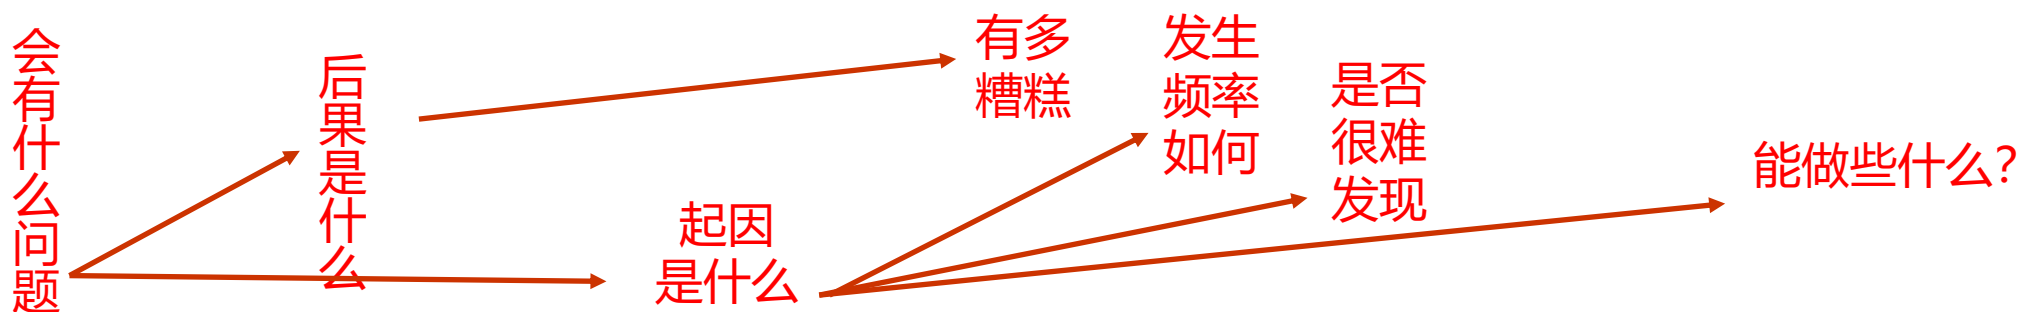 会有什么问题
后果是什么
起因
是什么
有多
糟糕
发生
频率
如何
是否
很难
发现
能做些什么？